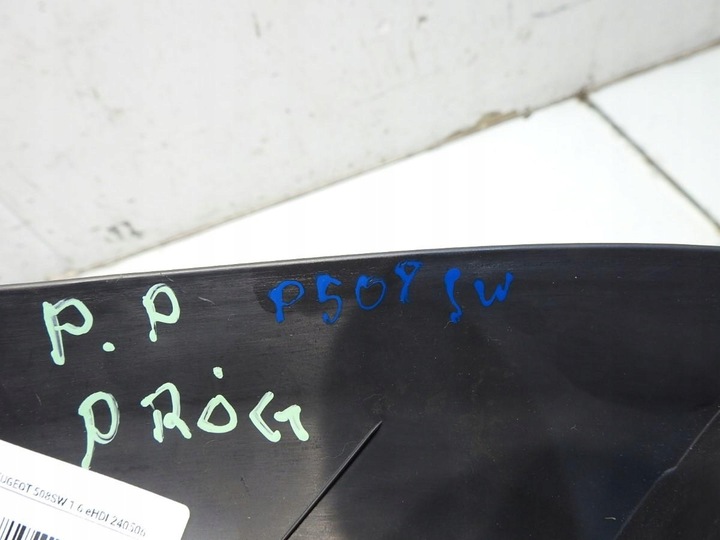 P.P P508 SW
PRÓG
UGEOT 508SW 1.6 eHDI 240506